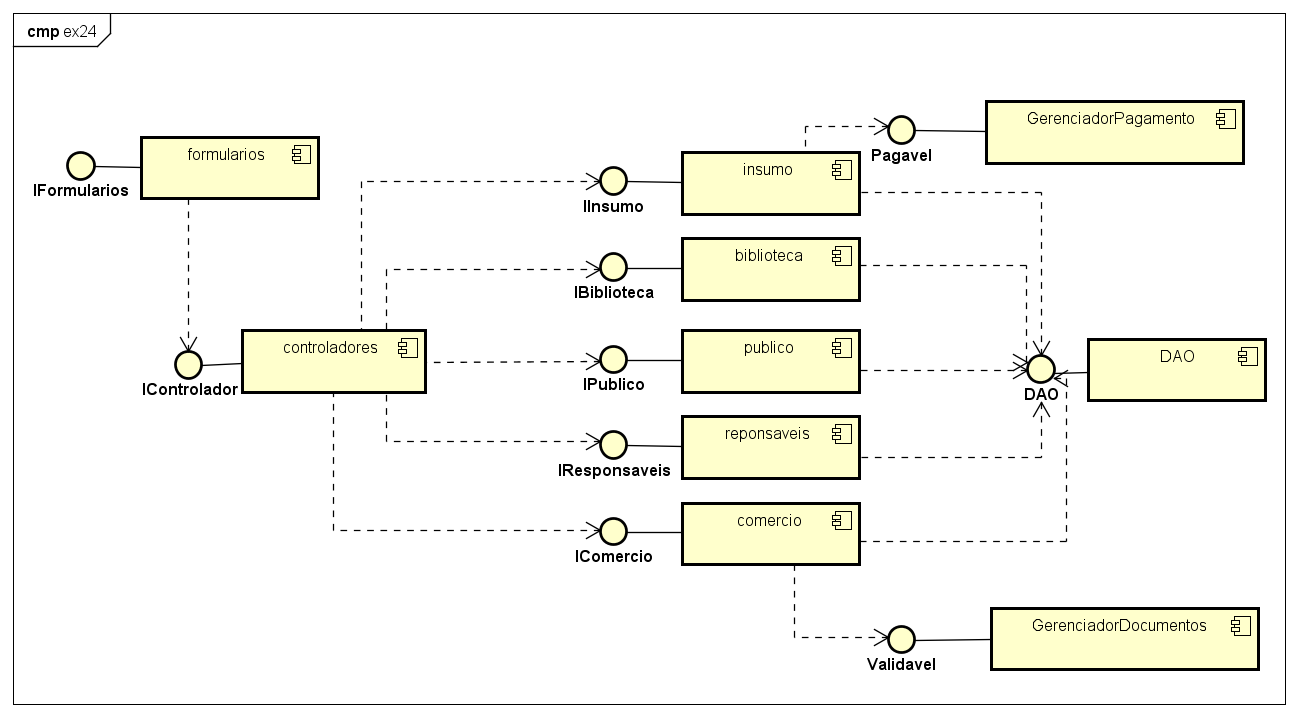 cmp ex24
GerenciadorPagamento
Pagavel
formularios
IFormularios
insumo
IInsumo
biblioteca
IBiblioteca
controladores
IControlador
publico
IPublico
DAO
DAO
reponsaveis
IResponsaveis
comercio
IComercio
GerenciadorDocumentos
Validavel